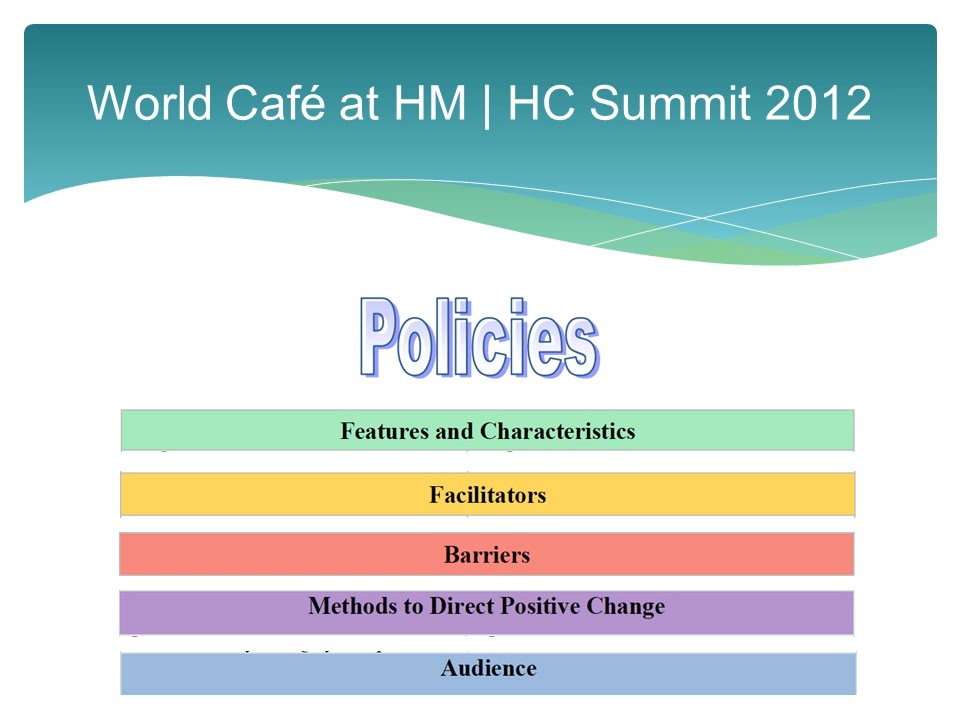 World Café at HM | HC Summit 2012
Policies
Features and Characteristics
Facilitators
Barriers
Methods to Direct Positive Change
Audience